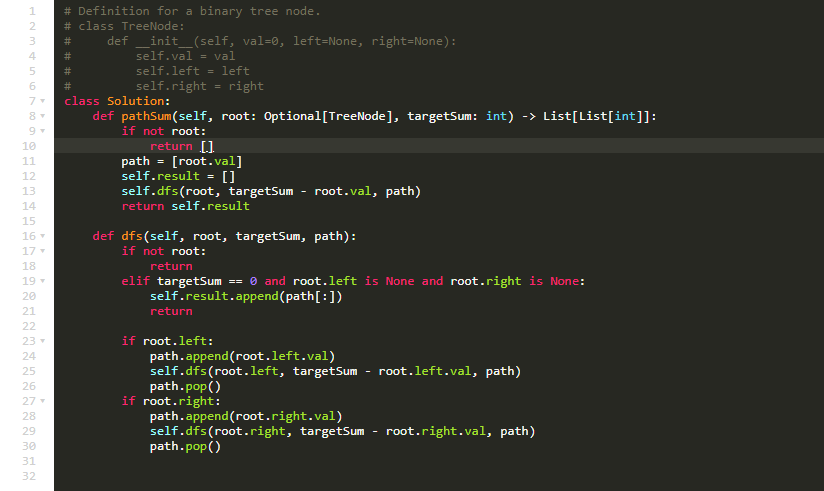 1 # Definition for a binary tree node.
2 # class TreeNode:
3 #     def __init__(self, val=0, left=None, right=None):
4 #         self.val = val
5 #         self.left = left
6 #         self.right = right
7 class Solution:
8     def pathSum(self, root: Optional[TreeNode], targetSum: int) -> List[List[int]]:
9         if not root:
10             return []
11         path = [root.val]
12         self.result = []
13         self.dfs(root, targetSum - root.val, path)
14         return self.result
15
16     def dfs(self, root, targetSum, path):
17         if not root:
18             return
19         elif targetSum == 0 and root.left is None and root.right is None:
20             self.result.append(path[:])
21             return
22
23         if root.left:
24             path.append(root.left.val)
25             self.dfs(root.left, targetSum - root.left.val, path)
26             path.pop()
27         if root.right:
28             path.append(root.right.val)
29             self.dfs(root.right, targetSum - root.right.val, path)
30             path.pop()
31
32